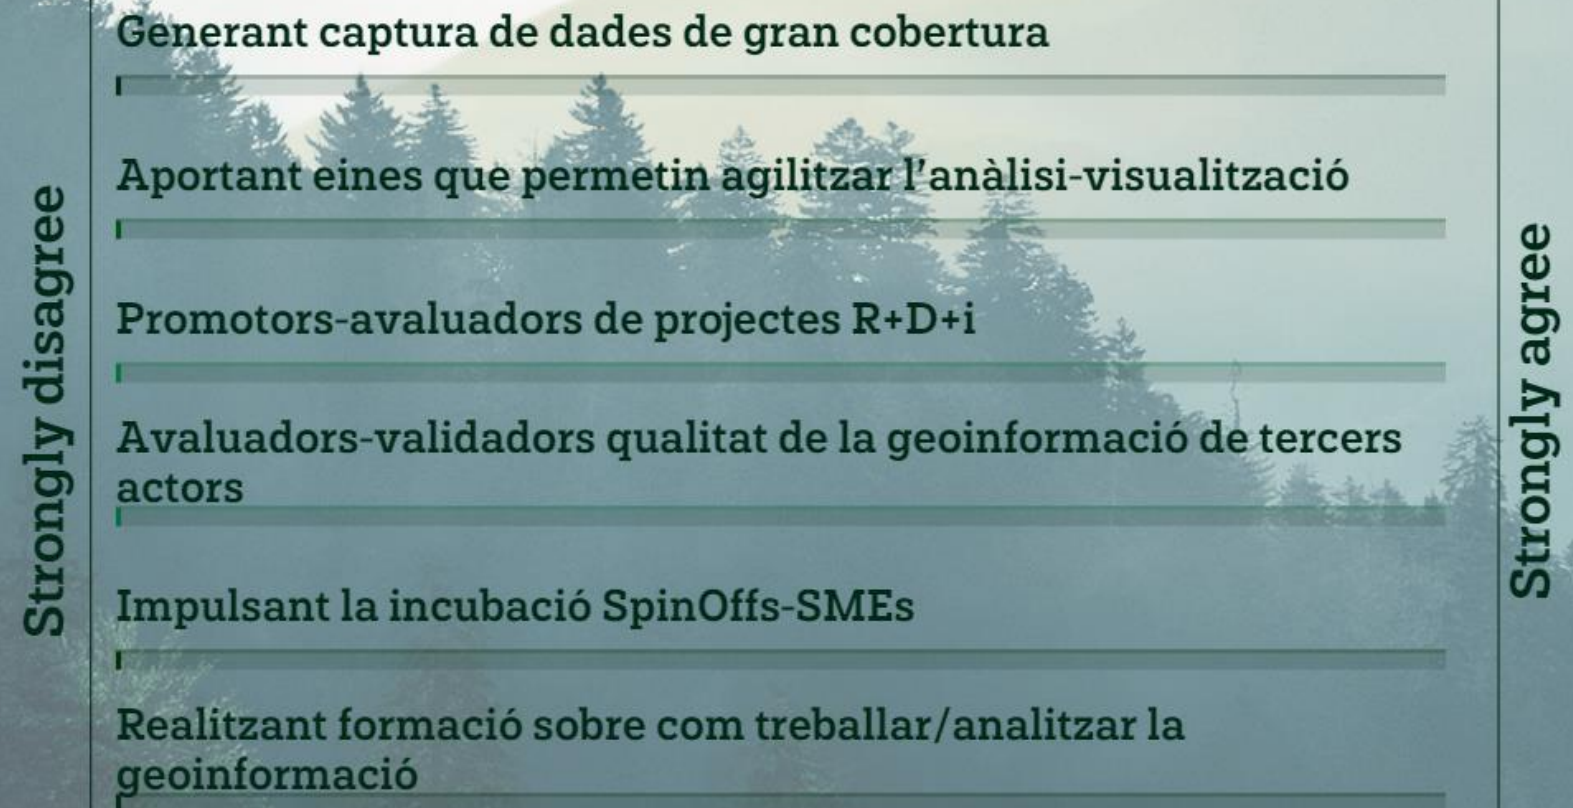 Generant captura de dades de gran cobertura
Aportant eines que permetin agilitzar l'anàlisi-visualització
Promotors-avaluadors de projectes R+D+i
Avaluadors-validadors qualitat de la geoinformació de tercers
actors
Impulsant la incubació SpinOffs-SMEs
Realitzant formació sobre com treballar/analitzar la
geoinformació
Strongly disagree
Strongly agree